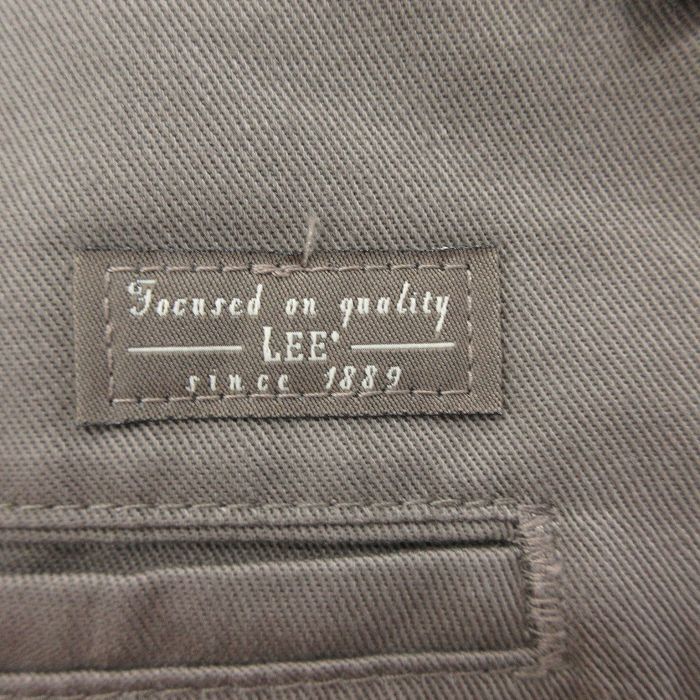 Focused on quality
LEE®
since 1889